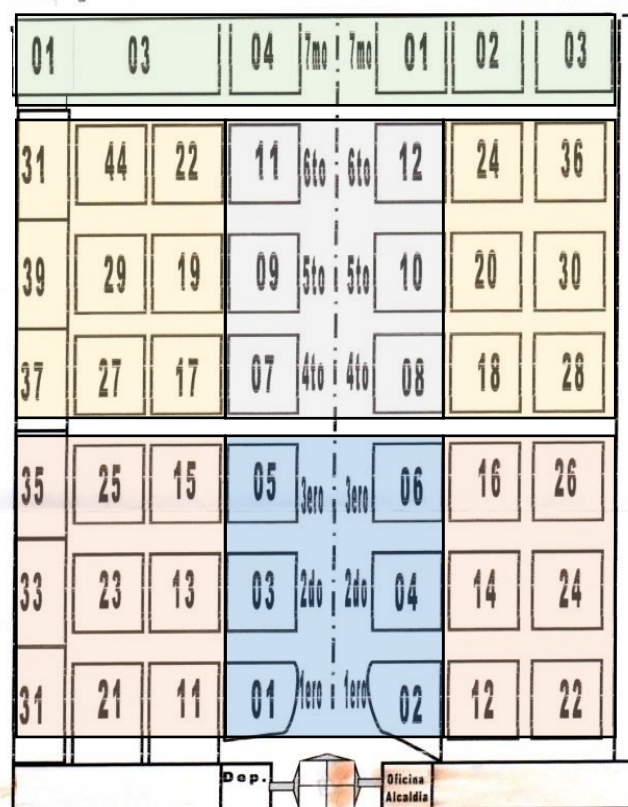 01 03 04 7mo 7mo 01 02 03
31 44 22 11 6to 6to 12 24 36
39 29 19 09 5to 5to 10 20 30
37 27 17 07 4to 4to 08 18 28
35 25 15 05 3ero 3ero 06 16 26
33 23 13 03 2do 2do 04 14 24
31 21 11 01 1ero 1ero 02 12 22
Dep. Oficina
Alcaldia